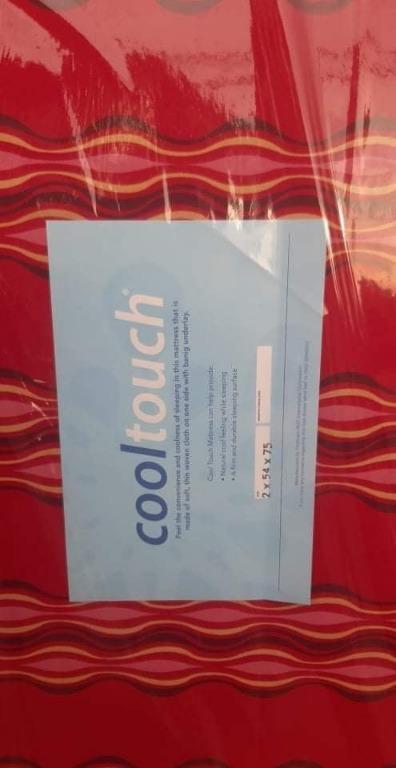 cooltouch
Feel the convenience and coolness of sleeping in this mattress that is
made of soft, thin woven cloth on one side with banig underlay.
Cool Touch Mattress can help provide:
• Natural cool feeling while sleeping
• A firm and durable sleeping surface
2 x 54 x 75